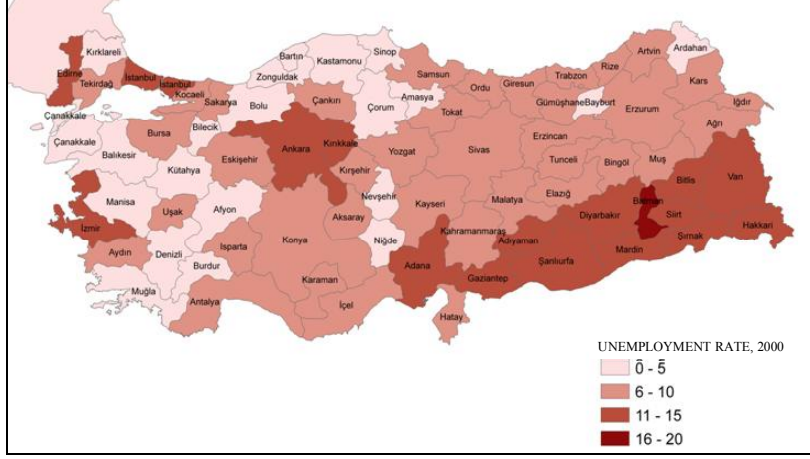 Kırklareli
Edirne
Tekirdağ
İstanbul
İstanbul
Kocaeli
Sakarya
Çanakkale
Çanakkale
Balıkesir
Bursa
Bilecik
Bolu
Zonguldak
Bartın
Kastamonu
Sinop
Çankırı
Çorum
Amasya
Samsun
Ordu
Giresun
Trabzon
Rize
Artvin
Ardahan
Kars
Iğdır
Ağrı
Gümüşhane
Bayburt
Erzurum
Tokat
Erzincan
Sivas
Yozgat
Kırıkkale
Ankara
Eskişehir
Kütahya
Manisa
Uşak
Afyon
İzmir
Aydın
Denizli
Muğla
Burdur
Isparta
Antalya
Konya
Karaman
İçel
Aksaray
Kırşehir
Nevşehir
Niğde
Kayseri
Adana
Hatay
Kahramanmaraş
Gaziantep
Adıyaman
Malatya
Elazığ
Tunceli
Bingöl
Muş
Bitlis
Van
Diyarbakır
Batman
Siirt
Şırnak
Hakkari
Mardin
Şanlıurfa
UNEMPLOYMENT RATE, 2000
0 - 5
6 - 10
11 - 15
16 - 20